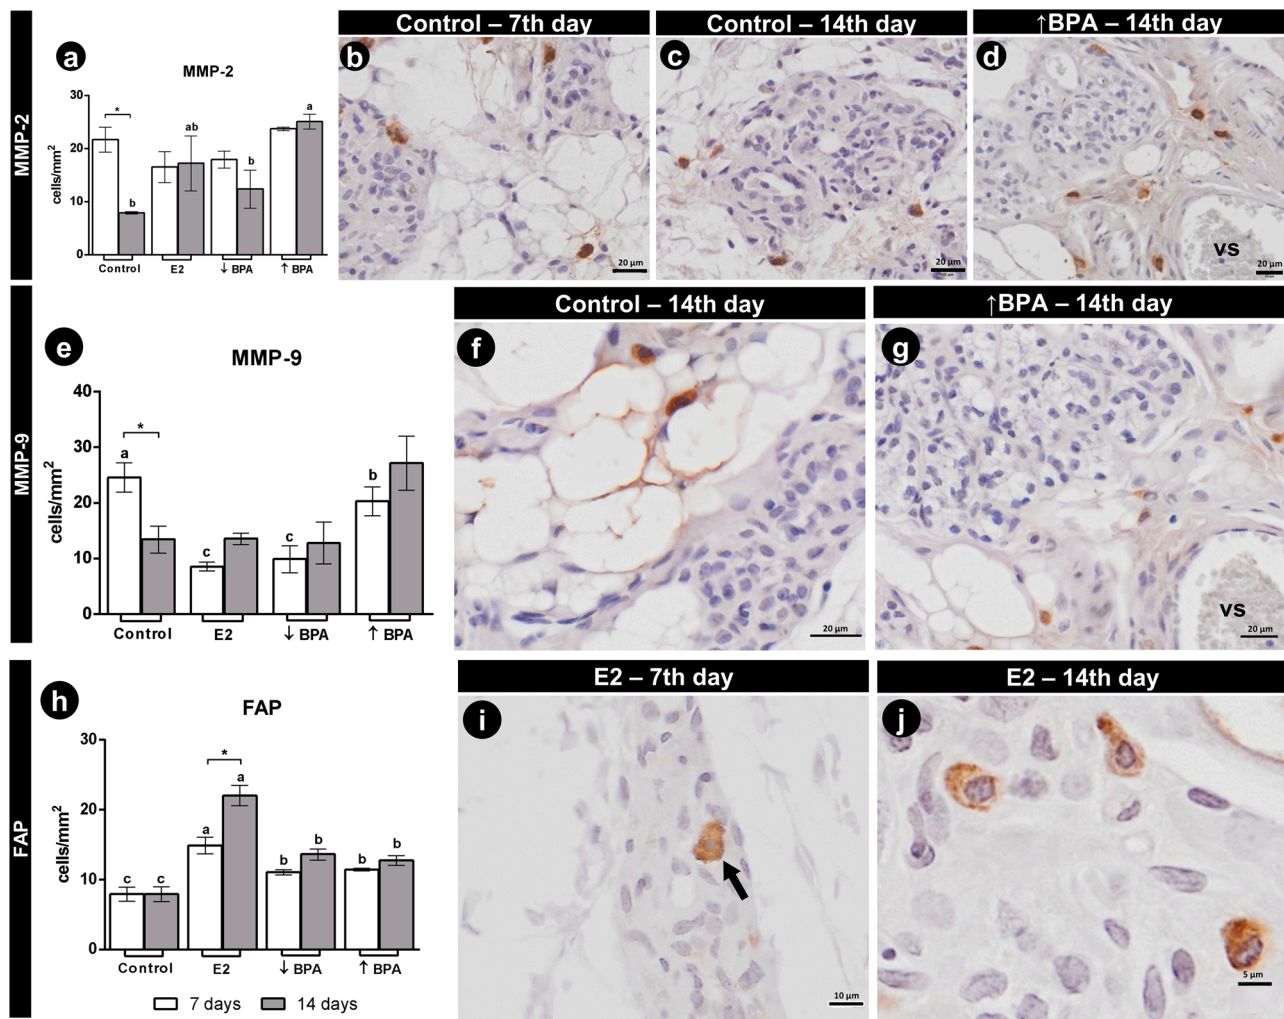 MMP-2
a
MMP-2
30
20
10
0
cells/mm²
*
b
ab
b
a
Control
E2
↓ BPA
↑ BPA
Control – 7th day
b
20 µm
Control – 14th day
c
20 µm
↑BPA – 14th day
d
vs
20 µm
MMP-9
e
MMP-9
40
30
20
10
0
cells/mm²
*
a
c
c
b
Control
E2
↓ BPA
↑ BPA
Control – 14th day
f
20 µm
↑BPA – 14th day
g
vs
20 µm
FAP
h
FAP
30
20
10
0
cells/mm²
*
c
c
a
a
b
b
b
b
Control
E2
↓ BPA
↑ BPA
7 days
14 days
E2 – 7th day
i
10 µm
E2 – 14th day
j
5 µm